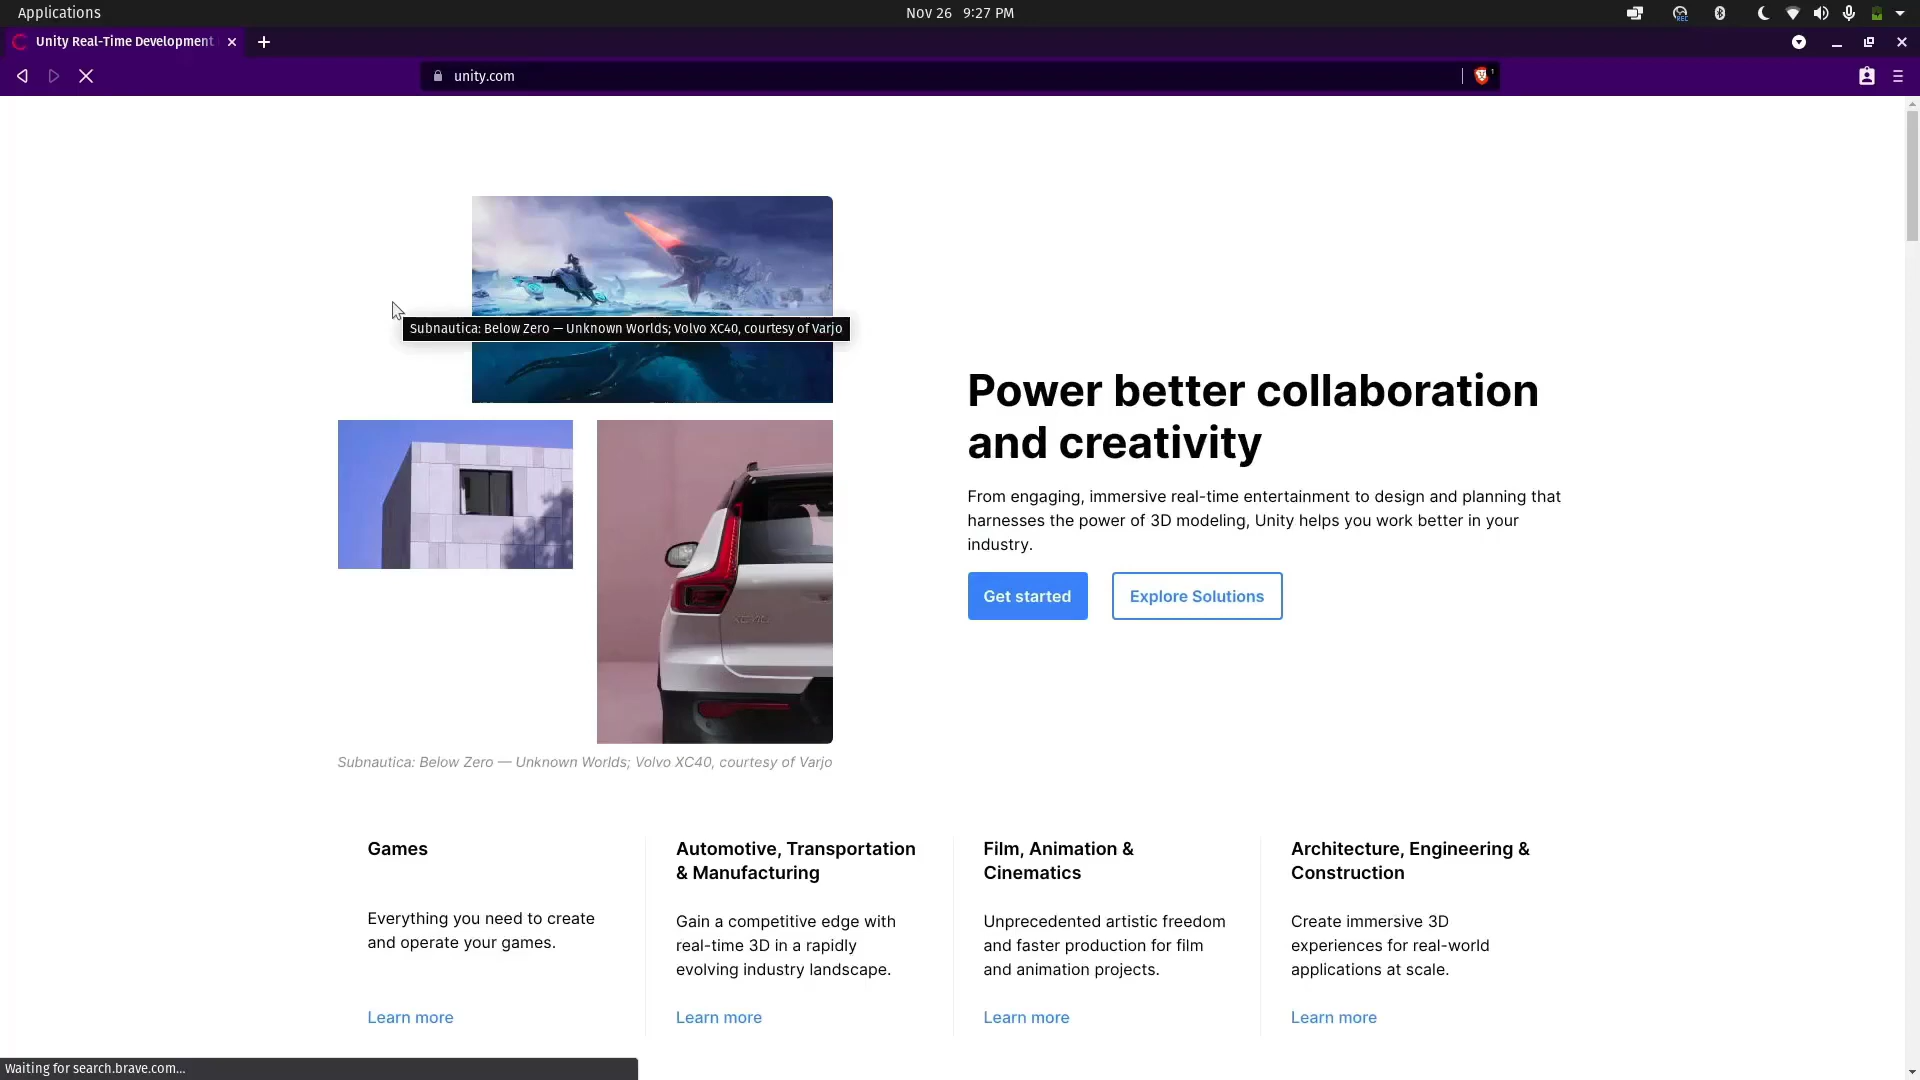 Applications
Nov 26 9:27 PM
REC
Unity Real-Time Development
unity.com
1
Subnautica: Below Zero — Unknown Worlds; Volvo XC40, courtesy of Varjo
Power better collaboration
and creativity
From engaging, immersive real-time entertainment to design and planning that
harnesses the power of 3D modeling, Unity helps you work better in your
industry.
Get started
Explore Solutions
XC40
Subnautica: Below Zero — Unknown Worlds; Volvo XC40, courtesy of Varjo
Games
Everything you need to create
and operate your games.
Learn more
Automotive, Transportation
& Manufacturing
Gain a competitive edge with
real-time 3D in a rapidly
evolving industry landscape.
Learn more
Film, Animation &
Cinematics
Unprecedented artistic freedom
and faster production for film
and animation projects.
Learn more
Architecture, Engineering &
Construction
Create immersive 3D
experiences for real-world
applications at scale.
Learn more
Waiting for search.brave.com...